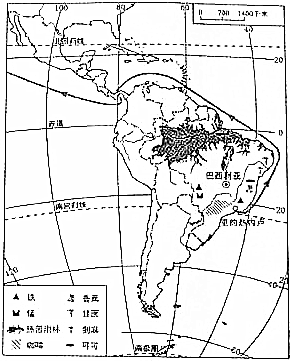 100
80
60
40
0 700 1400千米
北回归线
20
赤道
0
巴西利亚
南回归线
20
里约热内卢
铁
锰
热带雨林
咖啡
香蕉
甘蔗
剑麻
可可
南极圈